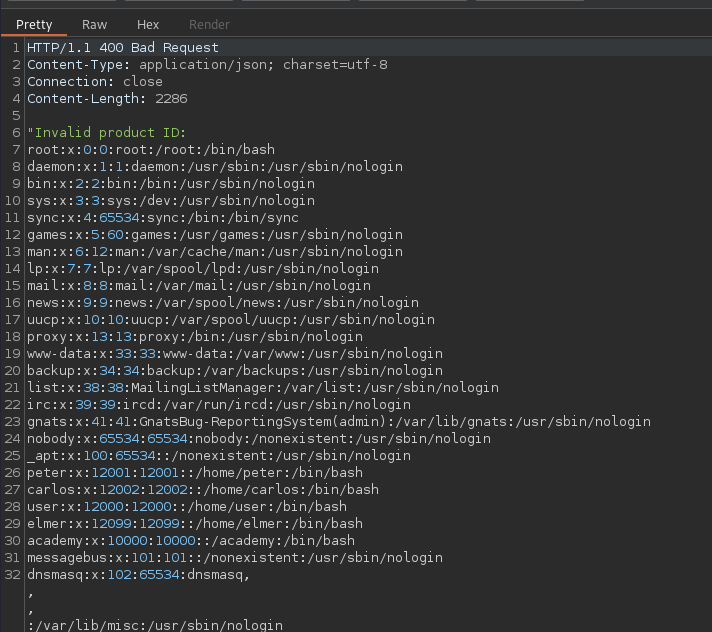 Pretty Raw Hex Render
1 HTTP/1.1 400 Bad Request
2 Content-Type: application/json; charset=utf-8
3 Connection: close
4 Content-Length: 2286
5
6 "Invalid product ID:
7 root:x:0:0:root:/root:/bin/bash
8 daemon:x:1:1:daemon:/usr/sbin:/usr/sbin/nologin
9 bin:x:2:2:bin:/bin:/usr/sbin/nologin
10 sys:x:3:3:sys:/dev:/usr/sbin/nologin
11 sync:x:4:65534:sync:/bin:/bin/sync
12 games:x:5:60:games:/usr/games:/usr/sbin/nologin
13 man:x:6:12:man:/var/cache/man:/usr/sbin/nologin
14 lp:x:7:7:lp:/var/spool/lpd:/usr/sbin/nologin
15 mail:x:8:8:mail:/var/mail:/usr/sbin/nologin
16 news:x:9:9:news:/var/spool/news:/usr/sbin/nologin
17 uucp:x:10:10:uucp:/var/spool/uucp:/usr/sbin/nologin
18 proxy:x:13:13:proxy:/bin:/usr/sbin/nologin
19 www-data:x:33:33:www-data:/var/www:/usr/sbin/nologin
20 backup:x:34:34:backup:/var/backups:/usr/sbin/nologin
21 list:x:38:38:MailingListManager:/var/list:/usr/sbin/nologin
22 irc:x:39:39:ircd:/var/run/ircd:/usr/sbin/nologin
23 gnats:x:41:41:GnatsBug-ReportingSystem(admin):/var/lib/gnats:/usr/sbin/nologin
24 nobody:x:65534:65534:nobody:/nonexistent:/usr/sbin/nologin
25 _apt:x:100:65534::/nonexistent:/usr/sbin/nologin
26 peter:x:12001:12001::/home/peter:/bin/bash
27 carlos:x:12002:12002::/home/carlos:/bin/bash
28 user:x:12000:12000::/home/user:/bin/bash
29 elmer:x:12099:12099::/home/elmer:/bin/bash
30 academy:x:10000:10000::/academy:/bin/bash
31 messagebus:x:101:101::/nonexistent:/usr/sbin/nologin
32 dnsmasq:x:102:65534:dnsmasq,
,
,
:/var/lib/misc:/usr/sbin/nologin